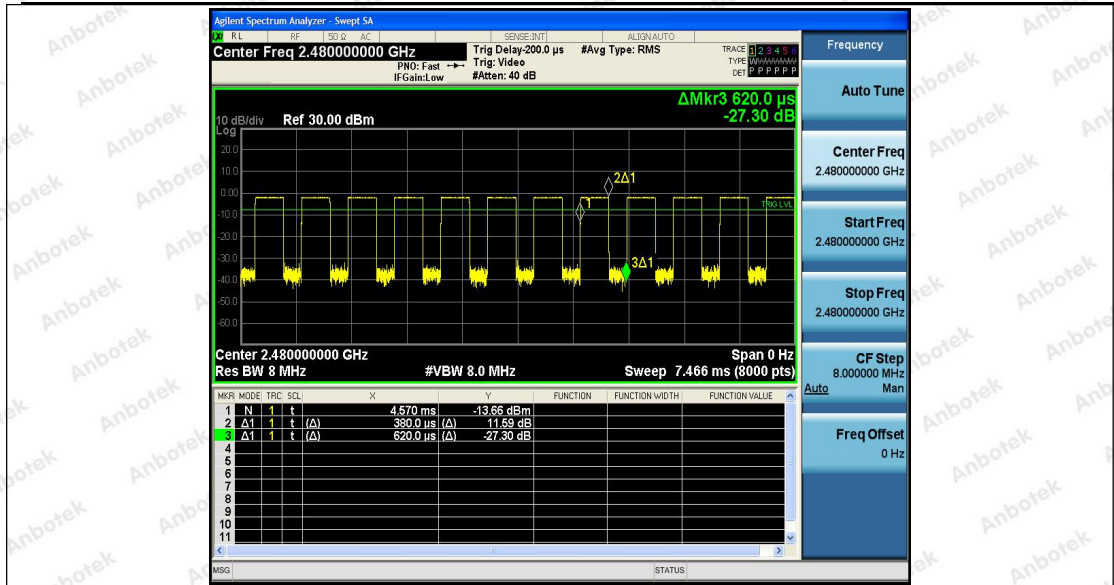 Agilent Spectrum Analyzer - Swept SA
RL RF 50 Ω AC SENSE:INT ALIGNAUTO
Center Freq 2.480000000 GHz
PNO: Fast
IFGain:Low
Trig Delay-200.0 µs
Trig: Video
#Atten: 40 dB
#Avg Type: RMS
TRACE 1 2 3 4 5 6
TYPE
DET P P P P P P
ΔMkr3 620.0 µs
-27.30 dB
10 dB/div Ref 30.00 dBm
Log
20.0
10.0
0.00
-10.0
-20.0
-30.0
-40.0
-50.0
-60.0
2Δ1
1
TRIG LVL
3Δ1
Center 2.480000000 GHz Span 0 Hz
Res BW 8 MHz #VBW 8.0 MHz Sweep 7.466 ms (8000 pts)
MKR MODE TRC SCL X Y FUNCTION FUNCTION WIDTH FUNCTION VALUE
1 N 1 t 4.570 ms -13.66 dBm
2 Δ1 1 t (Δ) 380.0 µs (Δ) 11.59 dB
3 Δ1 1 t (Δ) 620.0 µs (Δ) -27.30 dB
4
5
6
7
8
9
10
11
MSG STATUS
Frequency
Auto Tune
Center Freq
2.480000000 GHz
Start Freq
2.480000000 GHz
Stop Freq
2.480000000 GHz
CF Step
8.000000 MHz
Auto Man
Freq Offset
0 Hz
Anbotek